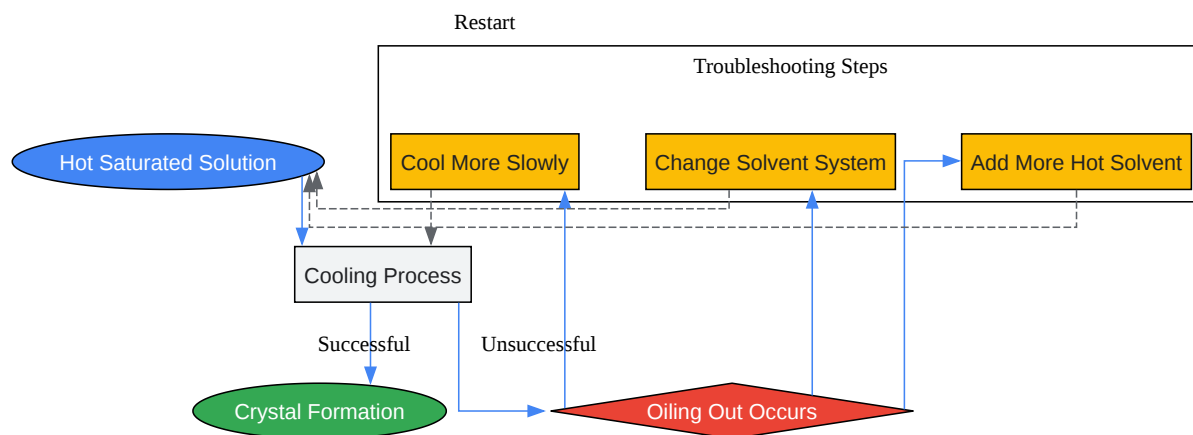 Restart
Troubleshooting Steps
Hot Saturated Solution
Cool More Slowly
Change Solvent System
Add More Hot Solvent
Cooling Process
Successful
Unsuccessful
Crystal Formation
Oiling Out Occurs